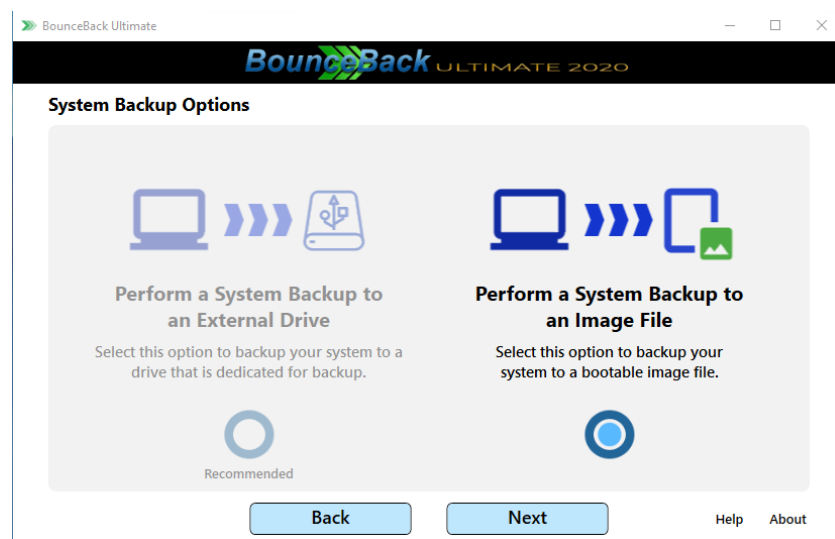 BounceBack Ultimate
BounceBack ULTIMATE 2020
System Backup Options
Perform a System Backup to
an External Drive
Select this option to backup your system to a
drive that is dedicated for backup.
Recommended
Perform a System Backup to
an Image File
Select this option to backup your
system to a bootable image file.
Back
Next
Help
About